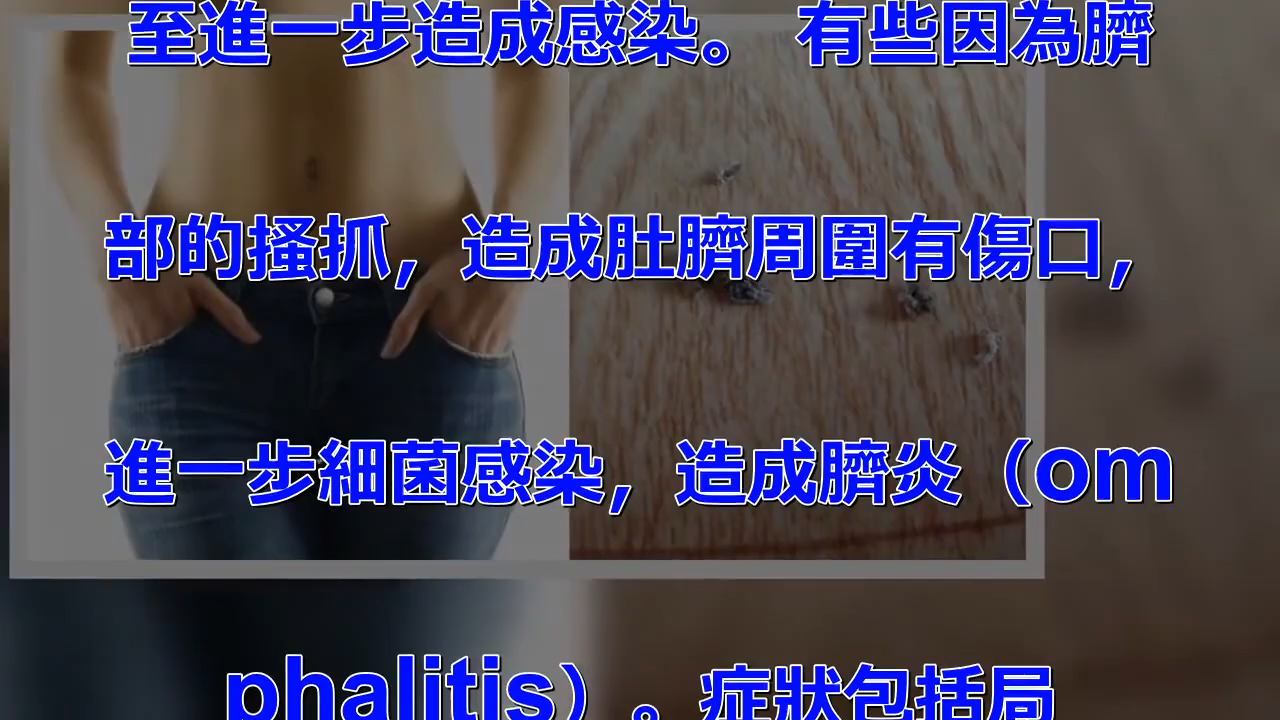 至進一步造成感染。 有些因為臍
部的搔抓，造成肚臍周圍有傷口，
進一步細菌感染，造成臍炎（om
phalitis）。症狀包括局